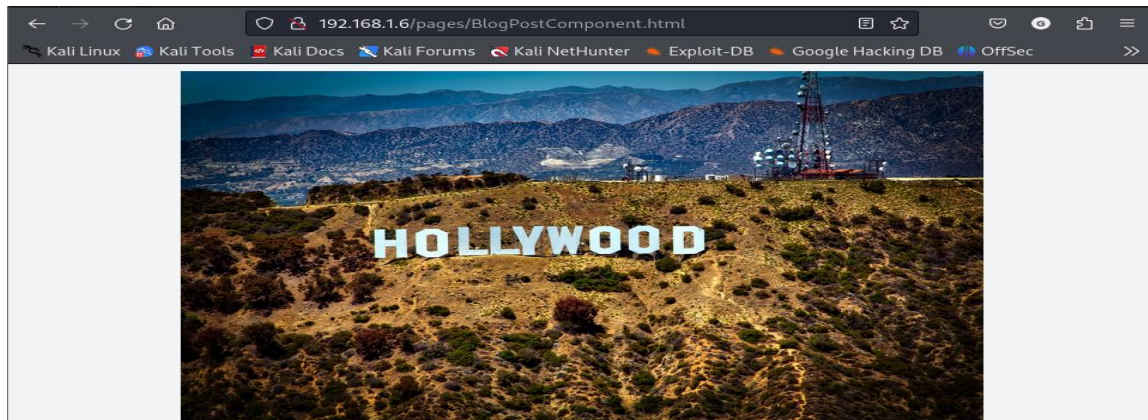 192.168.1.6/pages/BlogPostComponent.html
Kali Linux Kali Tools Kali Docs Kali Forums Kali NetHunter Exploit-DB Google Hacking DB OffSec
HOLLYWOOD